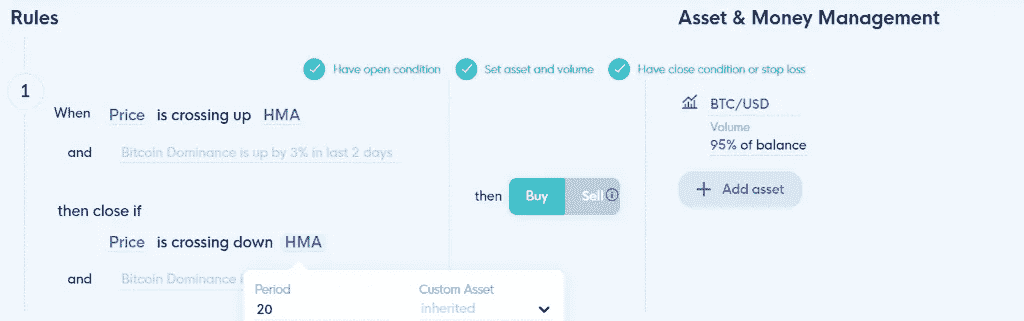 Rules
Asset & Money Management
Have open condition
Set asset and volume
Have close condition or stop loss
1
When Price is crossing up HMA
and Bitcoin Dominance is up by 3% in last 2 days
then Buy Sell
then close if
Price is crossing down HMA
and Bitcoin Dominance
Period
20
Custom Asset
inherited
BTC/USD
Volume
95% of balance
+ Add asset